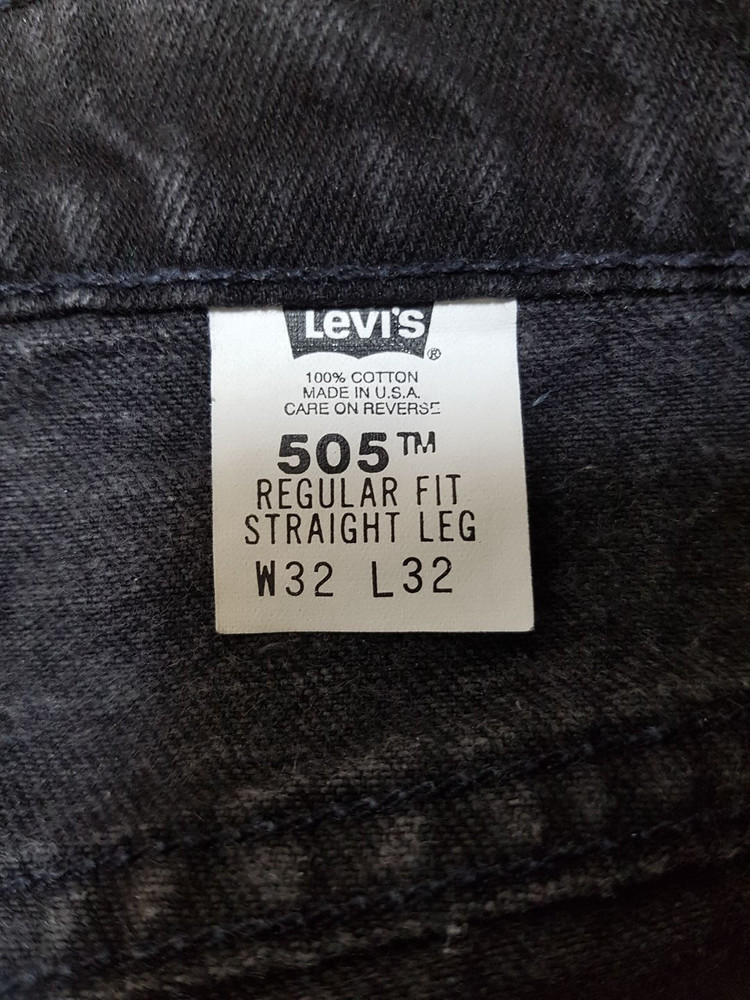 Levi's®
100% COTTON
MADE IN U.S.A.
CARE ON REVERSE
505™
REGULAR FIT
STRAIGHT LEG
W32 L32